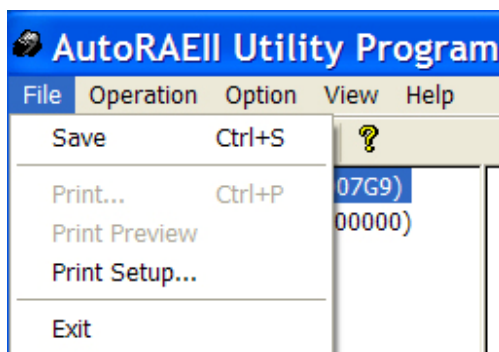 AutoRAEII Utility Program
File Operation Option View Help
Save Ctrl+S
Print... Ctrl+P
07G9)
Print Preview
00000)
Print Setup...
Exit